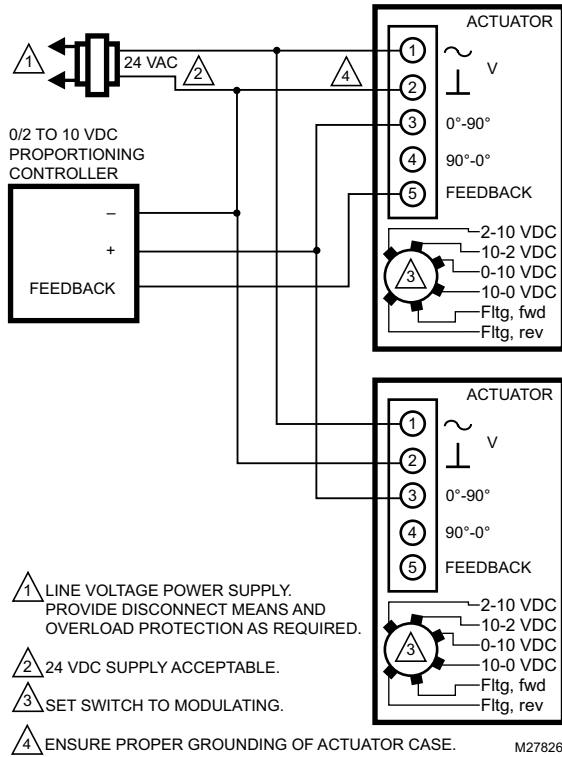 ACTUATOR
1
24 VAC
2
4
1
2
3
4
5
V
0°-90°
90°-0°
FEEDBACK
0/2 TO 10 VDC
PROPORTIONING
CONTROLLER
–
+
FEEDBACK
3
2-10 VDC
10-2 VDC
0-10 VDC
10-0 VDC
Fltg, fwd
Fltg, rev
ACTUATOR
1
2
3
4
5
V
0°-90°
90°-0°
FEEDBACK
3
2-10 VDC
10-2 VDC
0-10 VDC
10-0 VDC
Fltg, fwd
Fltg, rev
1 LINE VOLTAGE POWER SUPPLY.
PROVIDE DISCONNECT MEANS AND
OVERLOAD PROTECTION AS REQUIRED.
2 24 VDC SUPPLY ACCEPTABLE.
3 SET SWITCH TO MODULATING.
4 ENSURE PROPER GROUNDING OF ACTUATOR CASE.
M27826